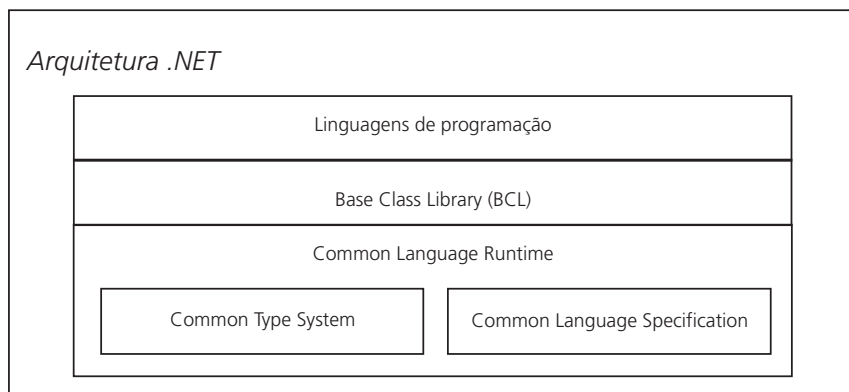 Arquitetura .NET
Linguagens de programação
Base Class Library (BCL)
Common Language Runtime
Common Type System
Common Language Specification